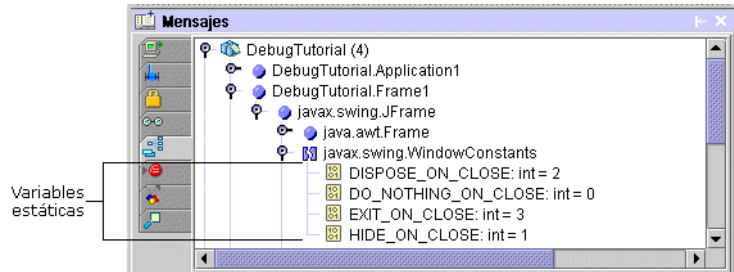 Mensajes
DebugTutorial (4)
DebugTutorial.Application1
DebugTutorial.Frame1
javax.swing.JFrame
java.awt.Frame
javax.swing.WindowConstants
DISPOSE_ON_CLOSE: int = 2
DO_NOTHING_ON_CLOSE: int = 0
EXIT_ON_CLOSE: int = 3
HIDE_ON_CLOSE: int = 1
Variables
estáticas